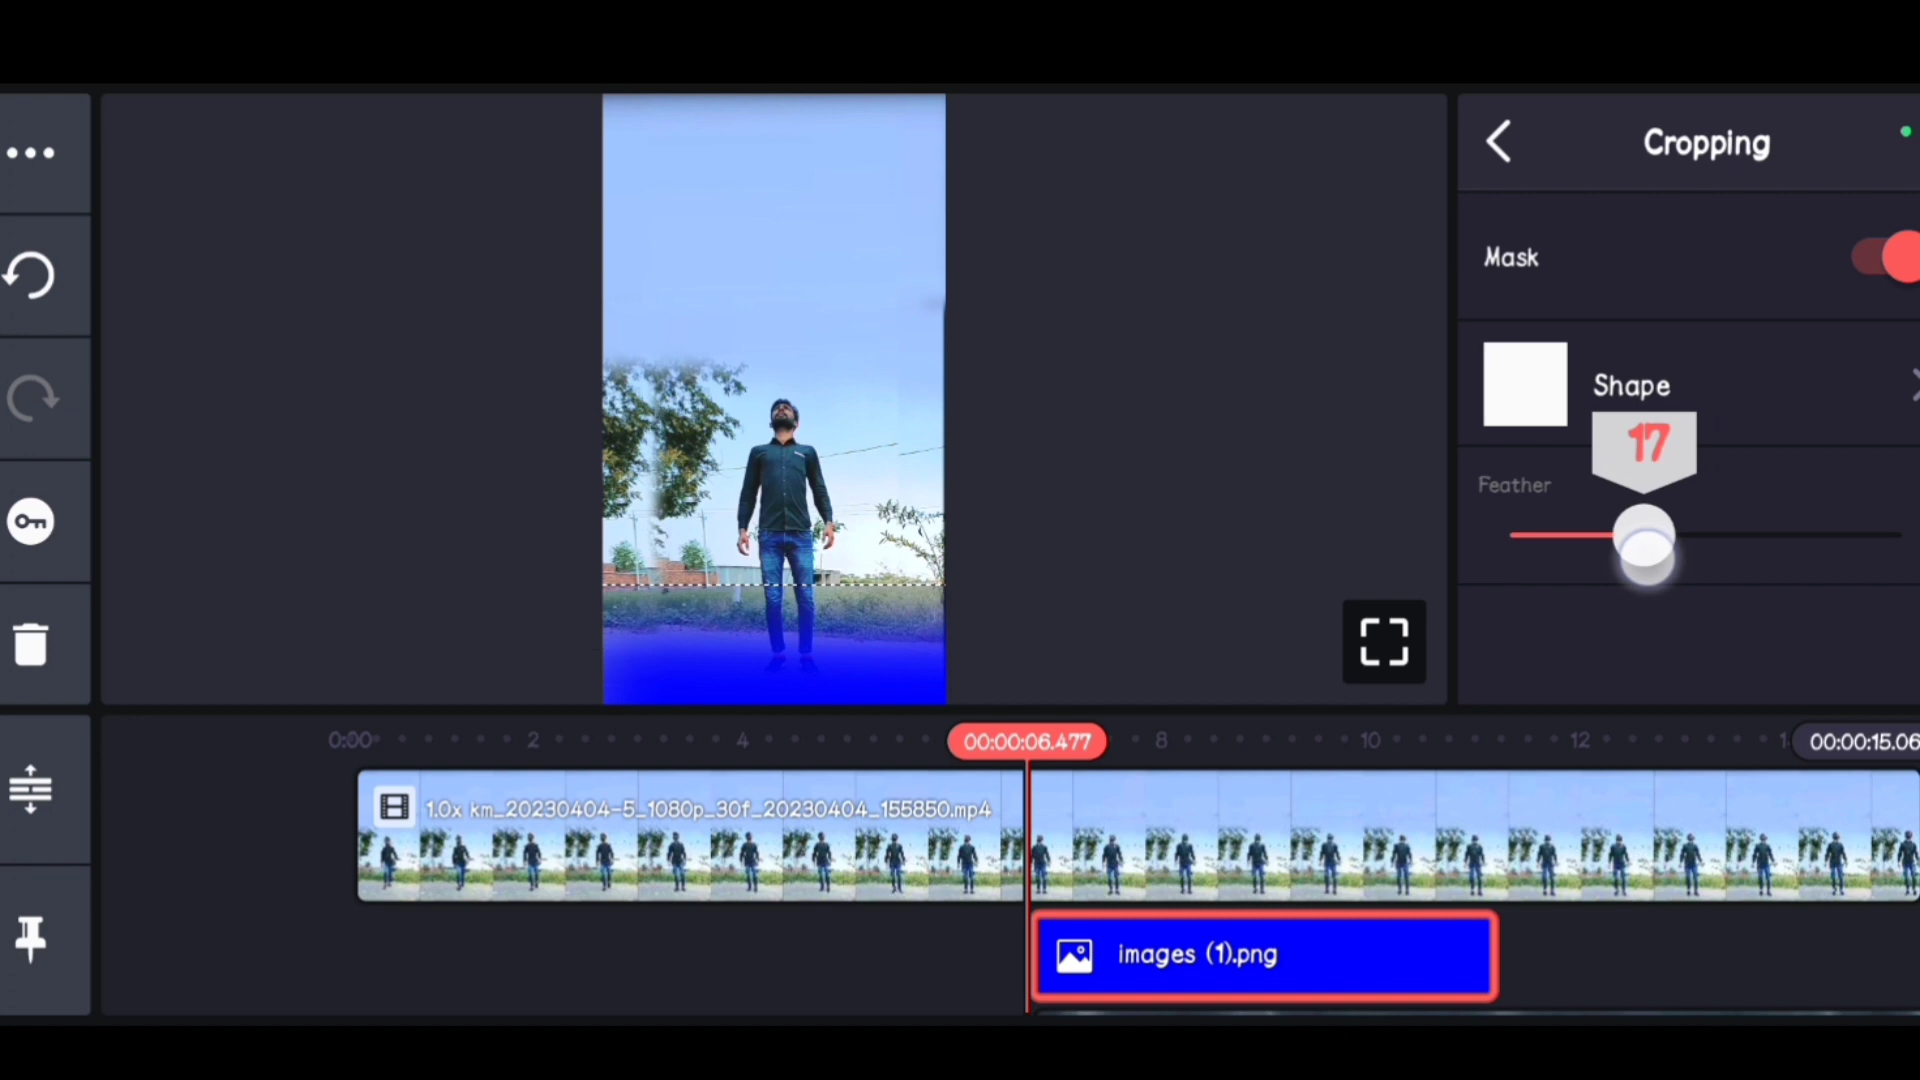 Cropping
Mask
Shape
17
Feather
0:00
2
4
00:00:06.477
8
10
12
00:00:15.06
1.0x km_20230404-5_1080p_30f_20230404_155850.mp4
images (1).png